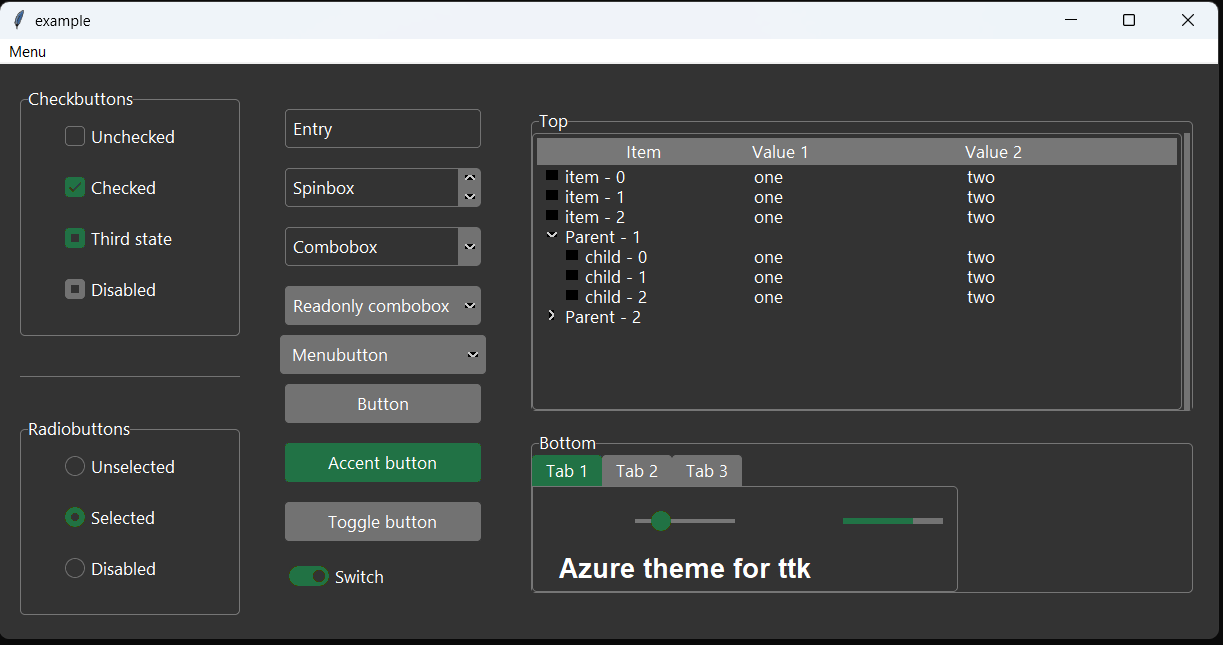 example
Menu
Checkbuttons
Unchecked
Checked
Third state
Disabled
Radiobuttons
Unselected
Selected
Disabled
Entry
Spinbox
Combobox
Readonly combobox
Menubutton
Button
Accent button
Toggle button
Switch
Top
Item Value 1 Value 2
item - 0 one two
item - 1 one two
item - 2 one two
Parent - 1
child - 0 one two
child - 1 one two
child - 2 one two
Parent - 2
Bottom
Tab 1 Tab 2 Tab 3
Azure theme for ttk